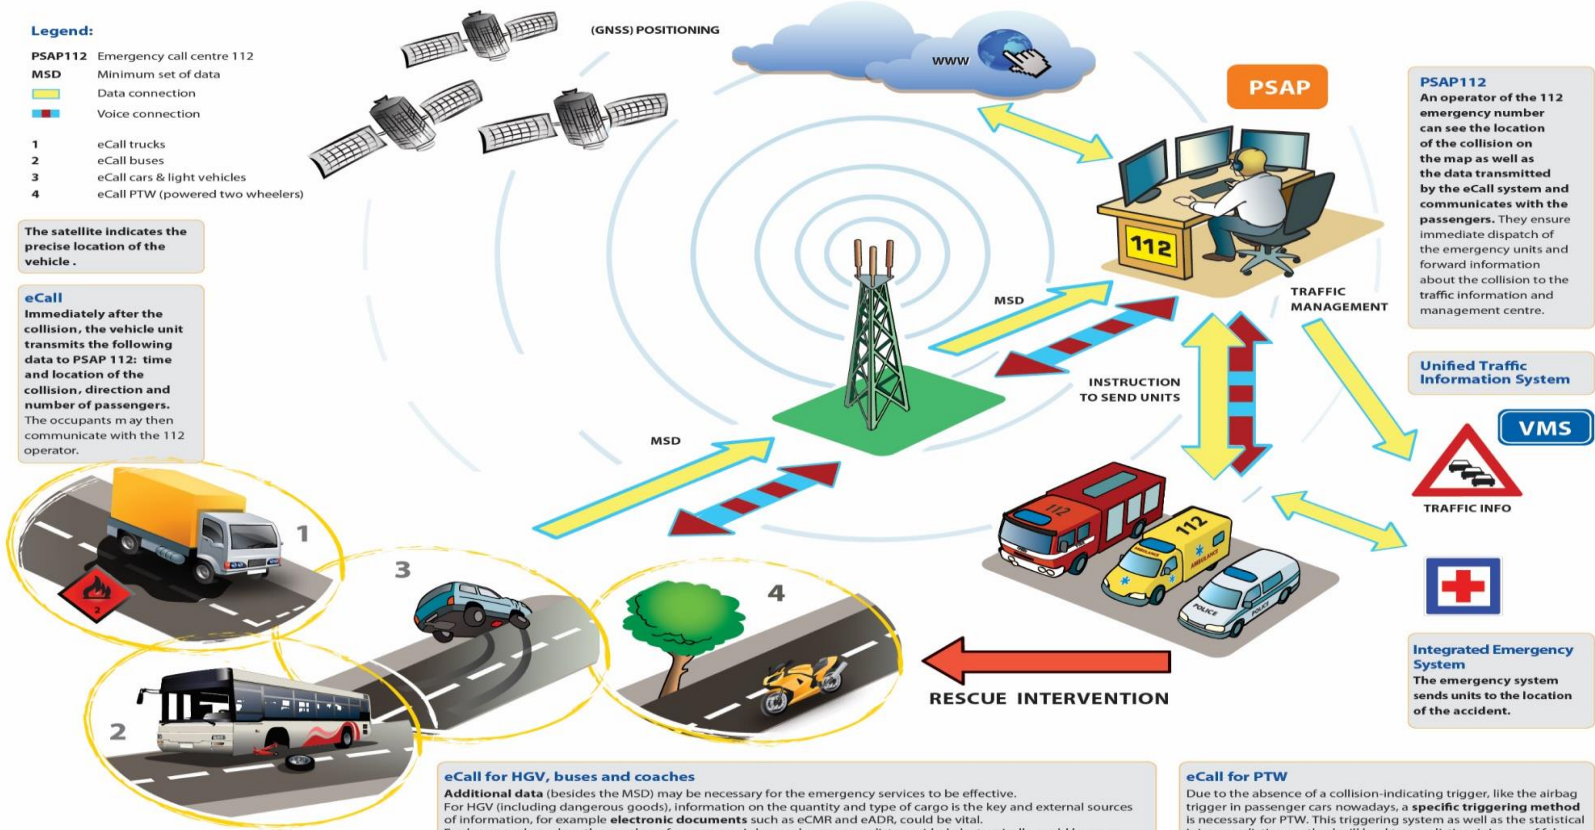 Legend:
PSAP112 Emergency call centre 112
MSD Minimum set of data
Data connection
Voice connection
1 eCall trucks
2 eCall buses
3 eCall cars & light vehicles
4 eCall PTW (powered two wheelers)
The satellite indicates the
precise location of the
vehicle .
eCall
Immediately after the
collision, the vehicle unit
transmits the following
data to PSAP 112: time
and location of the
collision, direction and
number of passengers.
The occupants may then
communicate with the 112
operator.
(GNSS) POSITIONING
www
PSAP
112
MSD
MSD
TRAFFIC
MANAGEMENT
INSTRUCTION
TO SEND UNITS
PSAP112
An operator of the 112
emergency number
can see the location
of the collision on
the map as well as
the data transmitted
by the eCall system and
communicates with the
passengers. They ensure
immediate dispatch of
the emergency units and
forward information
about the collision to the
traffic information and
management centre.
Unified Traffic
Information System
VMS
TRAFFIC INFO
112
112
AMBULANCE
AMBULANCE
POLICE
POLICE
1
2
3
4
2
RESCUE INTERVENTION
Integrated Emergency
System
The emergency system
sends units to the location
of the accident.
eCall for HGV, buses and coaches
Additional data (besides the MSD) may be necessary for the emergency services to be effective.
For HGV (including dangerous goods), information on the quantity and type of cargo is the key and external sources
of information, for example electronic documents such as eCMR and eADR, could be vital.
eCall for PTW
Due to the absence of a collision-indicating trigger, like the airbag
trigger in passenger cars nowadays, a specific triggering method
is necessary for PTW. This triggering system as well as the statistical